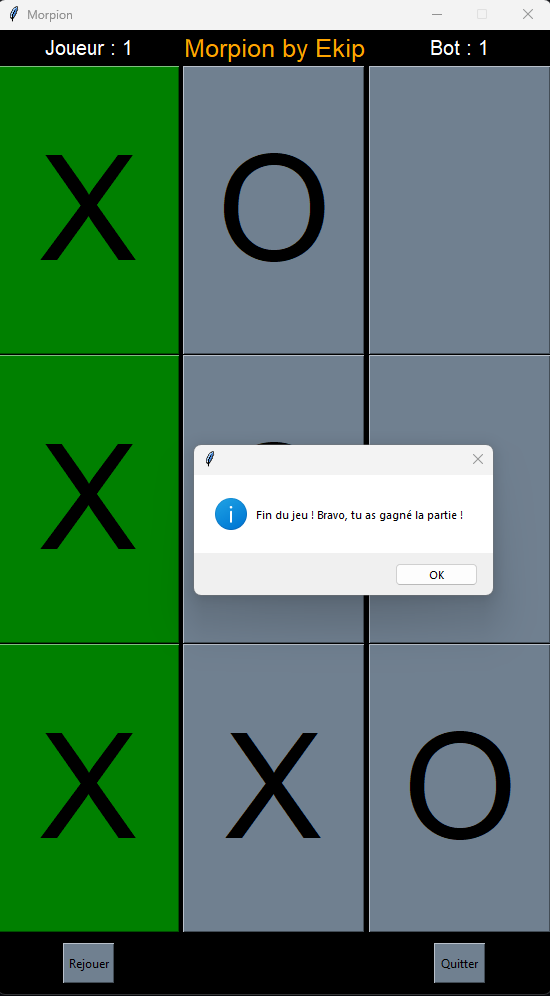 Morpion
Joueur : 1 Morpion by Ekip Bot : 1
X O
X
Fin du jeu ! Bravo, tu as gagné la partie !
OK
X X O
Rejouer Quitter